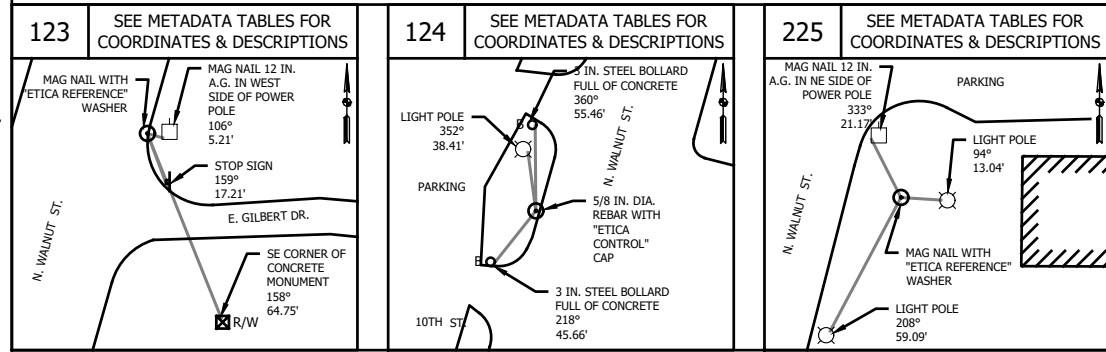 123
SEE METADATA TABLES FOR
COORDINATES & DESCRIPTIONS
MAG NAIL WITH
"ETICA REFERENCE"
WASHER
MAG NAIL 12 IN.
A.G. IN WEST
SIDE OF POWER
POLE
106°
5.21'
STOP SIGN
159°
17.21'
E. GILBERT DR.
N. WALNUT ST.
SE CORNER OF
CONCRETE
MONUMENT
158°
64.75'
R/W
124
SEE METADATA TABLES FOR
COORDINATES & DESCRIPTIONS
3 IN. STEEL BOLLARD
FULL OF CONCRETE
360°
55.46'
LIGHT POLE
352°
38.41'
B
N. WALNUT ST.
PARKING
5/8 IN. DIA.
REBAR WITH
"ETICA
CONTROL"
CAP
B
3 IN. STEEL BOLLARD
FULL OF CONCRETE
218°
45.66'
10TH ST.
225
SEE METADATA TABLES FOR
COORDINATES & DESCRIPTIONS
MAG NAIL 12 IN.
A.G. IN NE SIDE OF
POWER POLE
333°
21.17'
PARKING
LIGHT POLE
94°
13.04'
N. WALNUT ST.
MAG NAIL WITH
"ETICA REFERENCE"
WASHER
LIGHT POLE
208°
59.09'